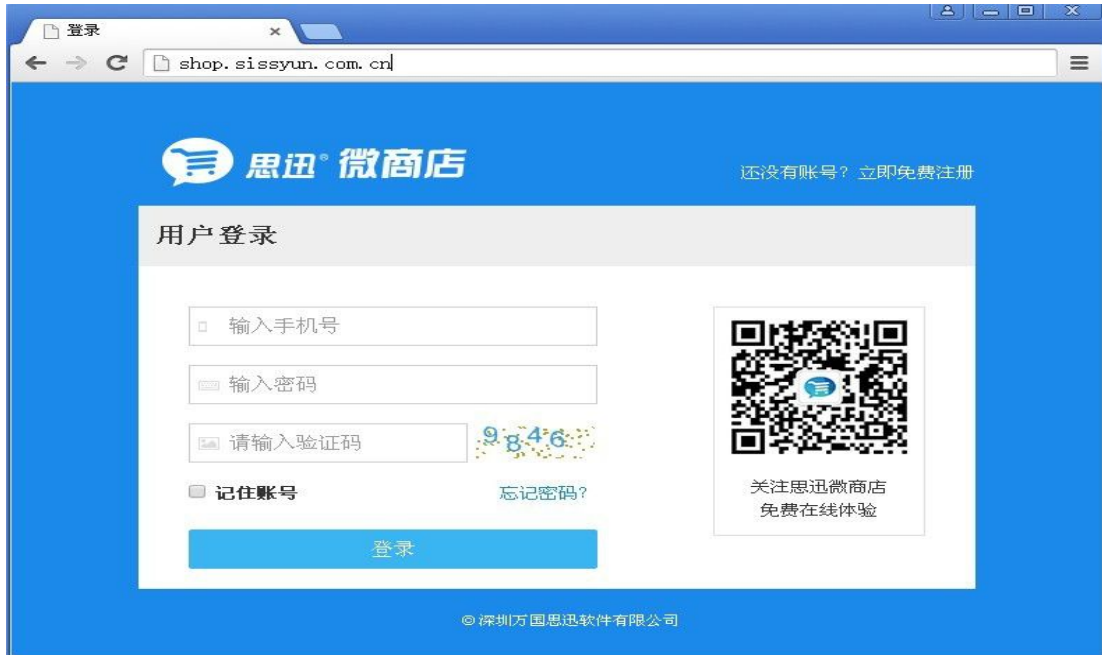 登录
shop.sissyun.com.cn
思迅® 微商店
还没有账号? 立即免费注册
用户登录
输入手机号
输入密码
请输入验证码
9846
记住账号
忘记密码?
登录
关注思迅微商店
免费在线体验
©深圳万国思迅软件有限公司